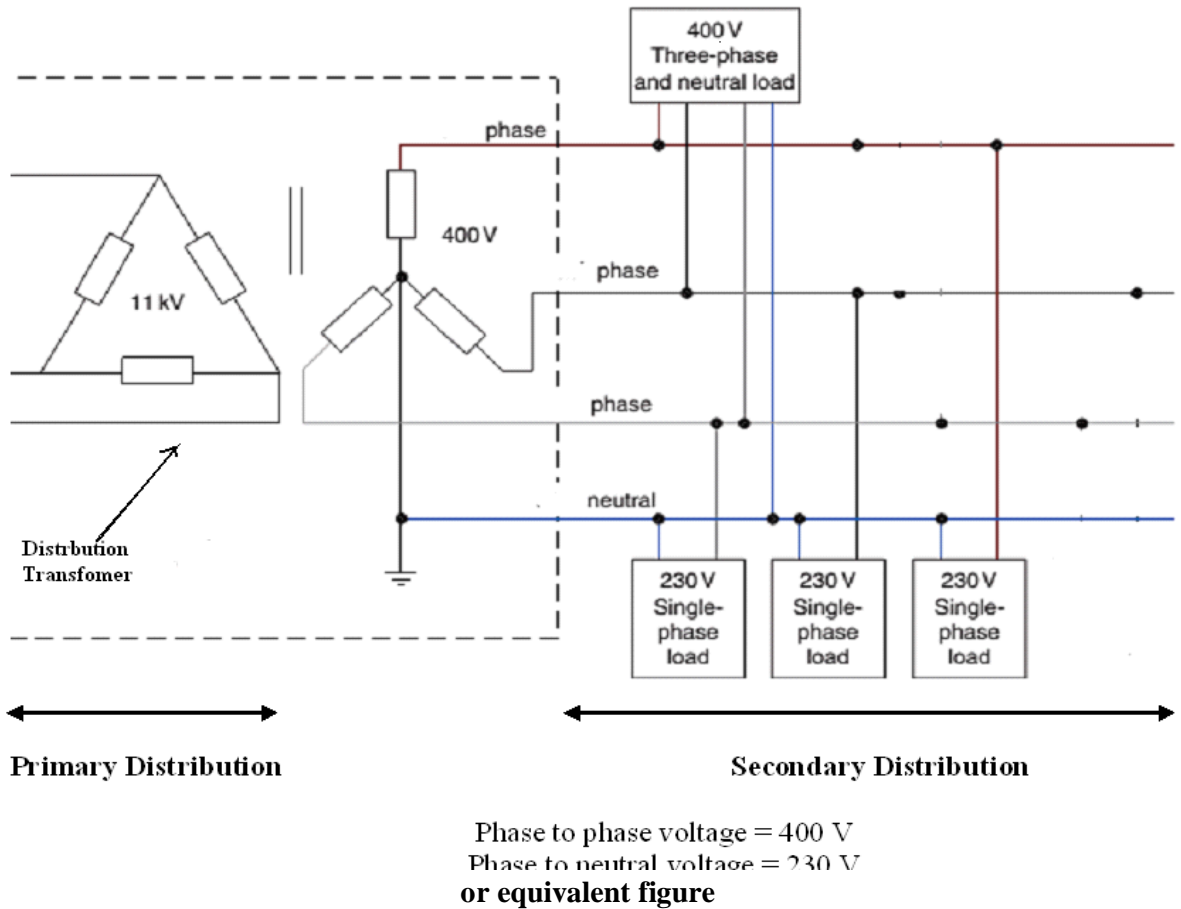 400 V
Three-phase
and neutral load
phase
400 V
phase
11 kV
phase
neutral
Distrbution
Transfomer
230 V
Single-
phase
load
230 V
Single-
phase
load
230 V
Single-
phase
load
Primary Distribution
Secondary Distribution
Phase to phase voltage = 400 V
Phase to neutral voltage = 230 V
or equivalent figure